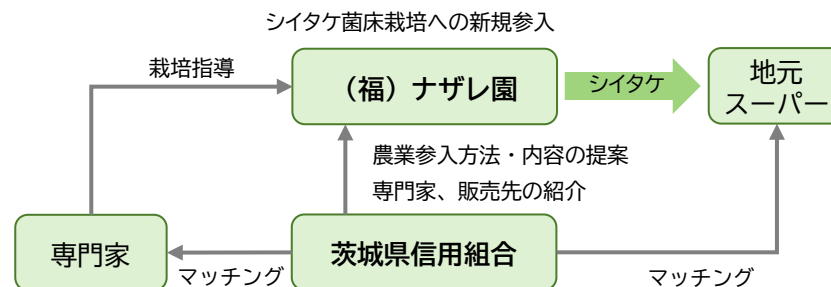 シイタケ菌床栽培への新規参入
栽培指導
（福）ナザレ園
シイタケ
地元
スーパー
農業参入方法・内容の提案
専門家、販売先の紹介
専門家
マッチング
茨城県信用組合
マッチング